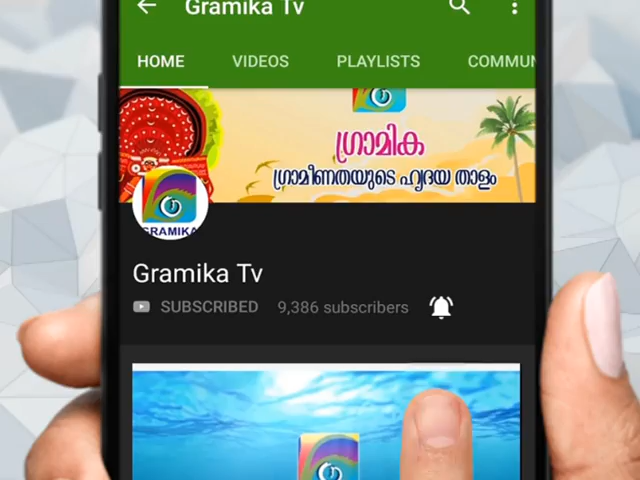 Gramika Tv
HOME VIDEOS PLAYLISTS COMMUN
ഗ്രാമിക
ഗ്രാമീണതയുടെ ഹൃദയ താളം
GRAMIKA
Gramika Tv
SUBSCRIBED 9,386 subscribers